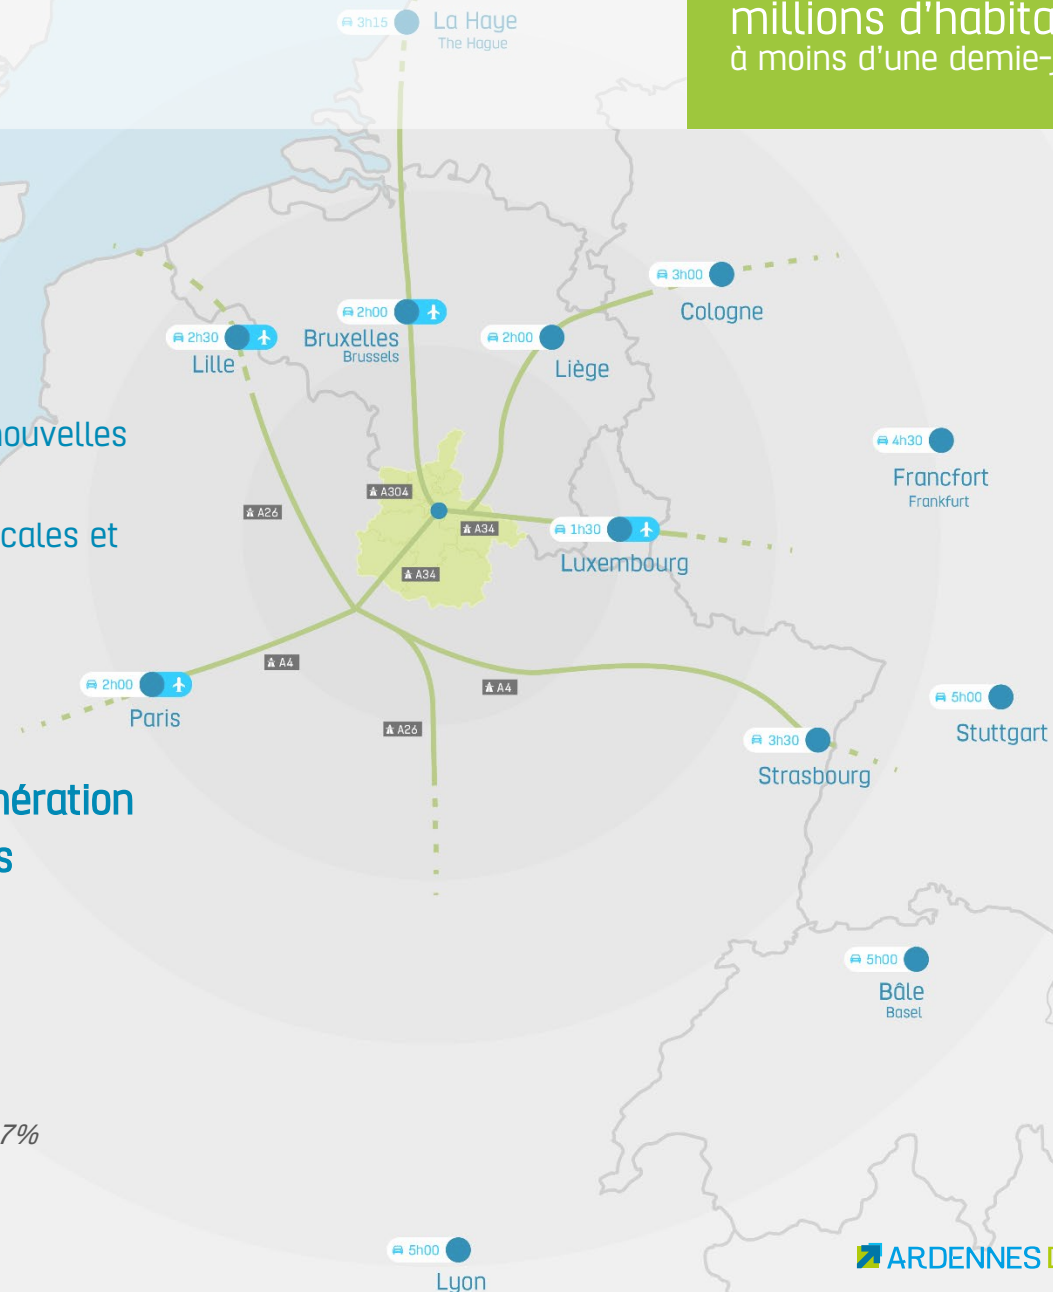 millions d'habita
à moins d'une demie-
3h15
La Haye
The Hague
3h00
Cologne
2h00
Bruxelles
Brussels
2h30
Lille
2h00
Liège
nouvelles
4h30
Francfort
Frankfurt
A304
A26
A34
cales et
1h30
Luxembourg
A34
A4
2h00
Paris
A4
5h00
Stuttgart
A26
3h30
Strasbourg
nération
s
5h00
Bâle
Basel
7%
5h00
Lyon
ARDENNES